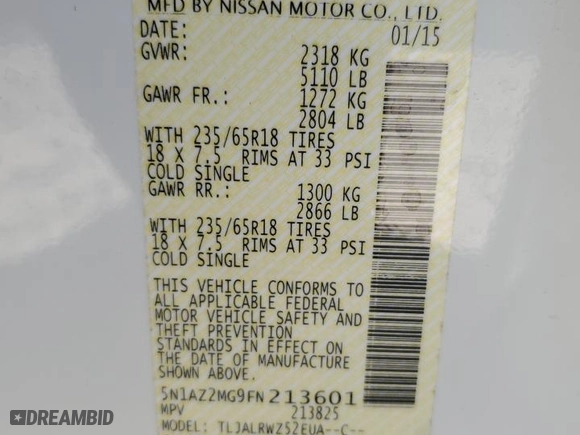 MFD BY NISSAN MOTOR CO., LTD.
DATE: 01/15
GVWR: 2318 KG
5110 LB
GAWR FR.: 1272 KG
2804 LB
WITH 235/65R18 TIRES
18 X 7.5 RIMS AT 33 PSI
COLD SINGLE
GAWR RR.: 1300 KG
2866 LB
WITH 235/65R18 TIRES
18 X 7.5 RIMS AT 33 PSI
COLD SINGLE
THIS VEHICLE CONFORMS TO
ALL APPLICABLE FEDERAL
MOTOR VEHICLE SAFETY AND
THEFT PREVENTION
STANDARDS IN EFFECT ON
THE DATE OF MANUFACTURE
SHOWN ABOVE.
5N1AZ2MG9FN213601
MPV 213825
MODEL: TLJALRWZ52EUA--C--
DREAMBID